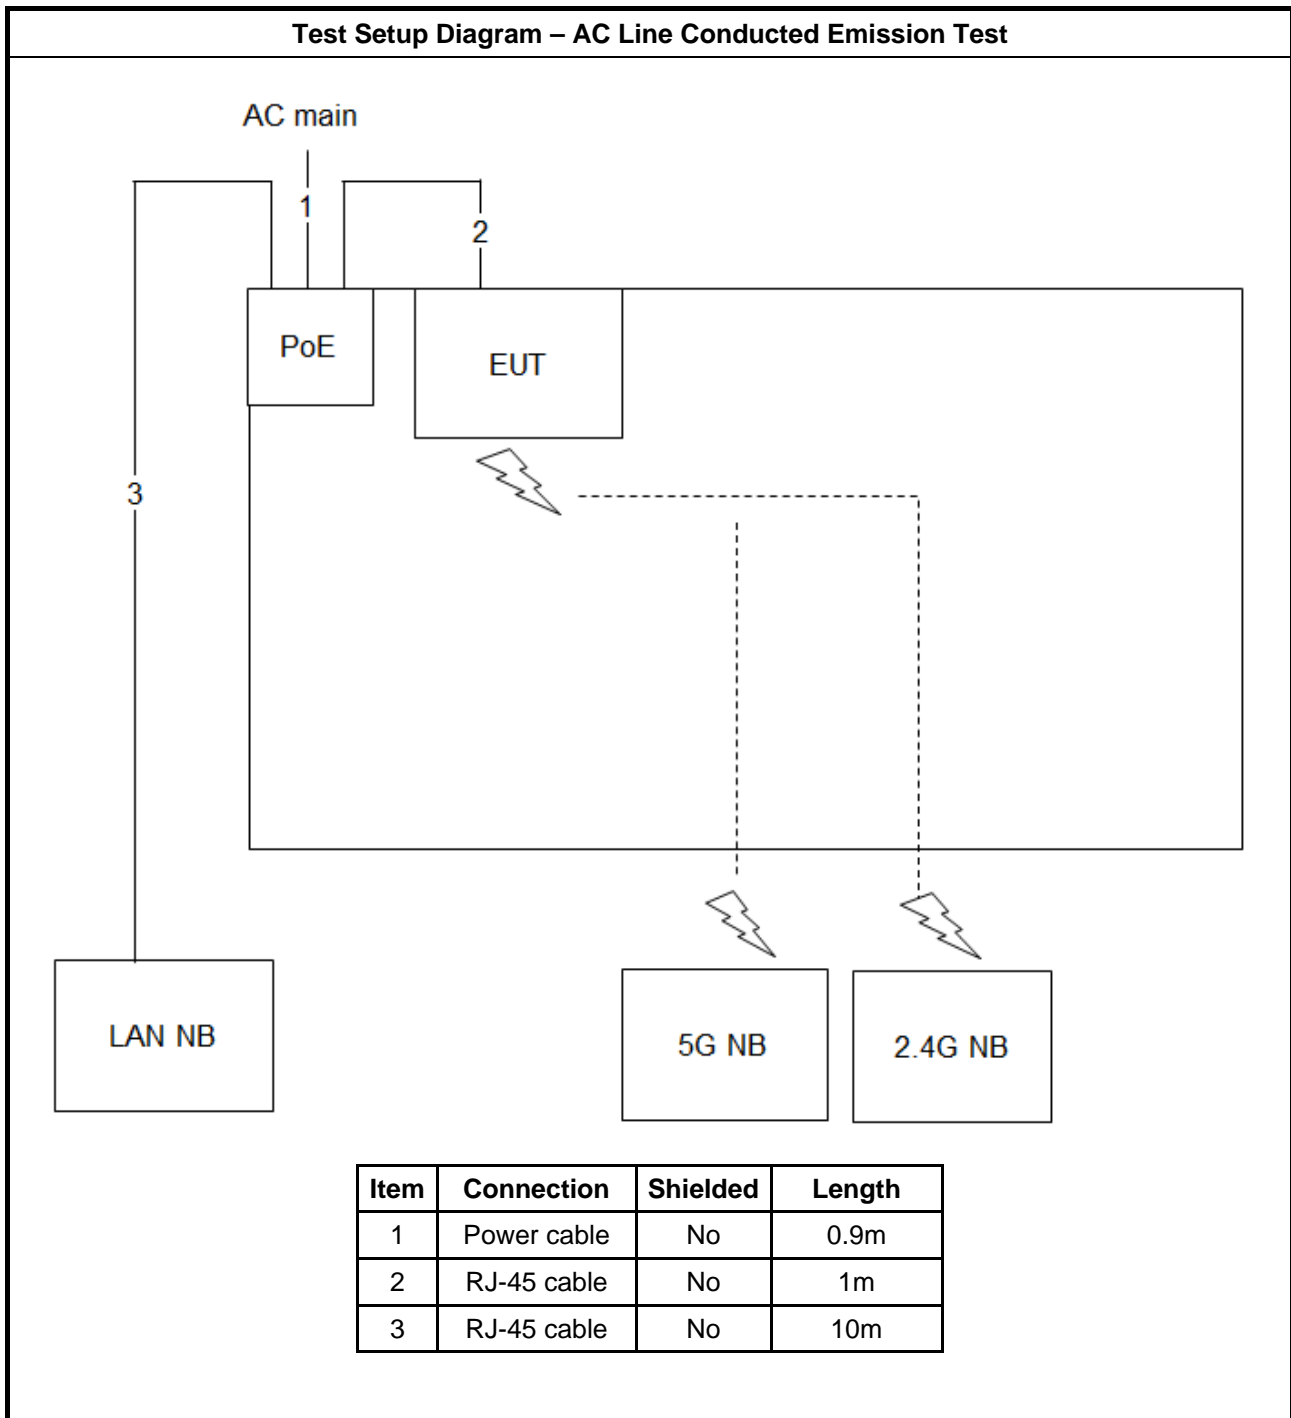 Test Setup Diagram – AC Line Conducted Emission Test
AC main
1
2
PoE
EUT
3
LAN NB
5G NB
2.4G NB
Item Connection Shielded Length
1 Power cable No 0.9m
2 RJ-45 cable No 1m
3 RJ-45 cable No 10m